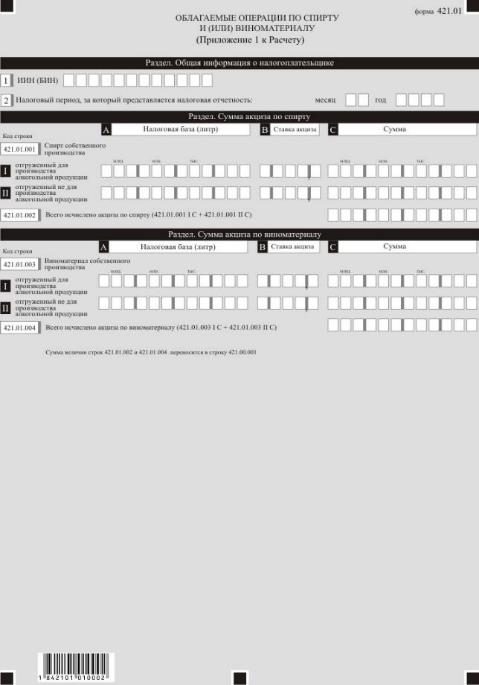 форма 421.01
ОБЛАГАЕМЫЕ ОПЕРАЦИИ ПО СПИРТУ
И (ИЛИ) ВИНОМАТЕРИАЛУ
(Приложение 1 к Расчету)
Раздел. Общая информация о налогоплательщике
1 ИИН (БИН)
2 Налоговый период, за который представляется налоговая отчетность: месяц год
Раздел. Сумма акциза по спирту
Код строки A Налоговая база (литр) B Ставка акциза C Сумма
421.01.001 Спирт собственного
производства
млрд. млн. тыс. млрд. млн. тыс.
I отгруженный для
производства
алкогольной продукции
II отгруженный не для
производства
алкогольной продукции
421.01.002 Всего исчислено акциза по спирту (421.01.001 I C + 421.01.001 II C)
Раздел. Сумма акциза по виноматериалу
Код строки A Налоговая база (литр) B Ставка акциза C Сумма
421.01.003 Виноматериал собственного
производства
млрд. млн. тыс. млрд. млн. тыс.
I отгруженный для
производства
алкогольной продукции
II отгруженный не для
производства
алкогольной продукции
421.01.004 Всего исчислено акциза по виноматериалу (421.01.003 I C + 421.01.003 II C)
Сумма величин строк 421.01.002 и 421.01.004 переносится в строку 421.00.001
1842101010002